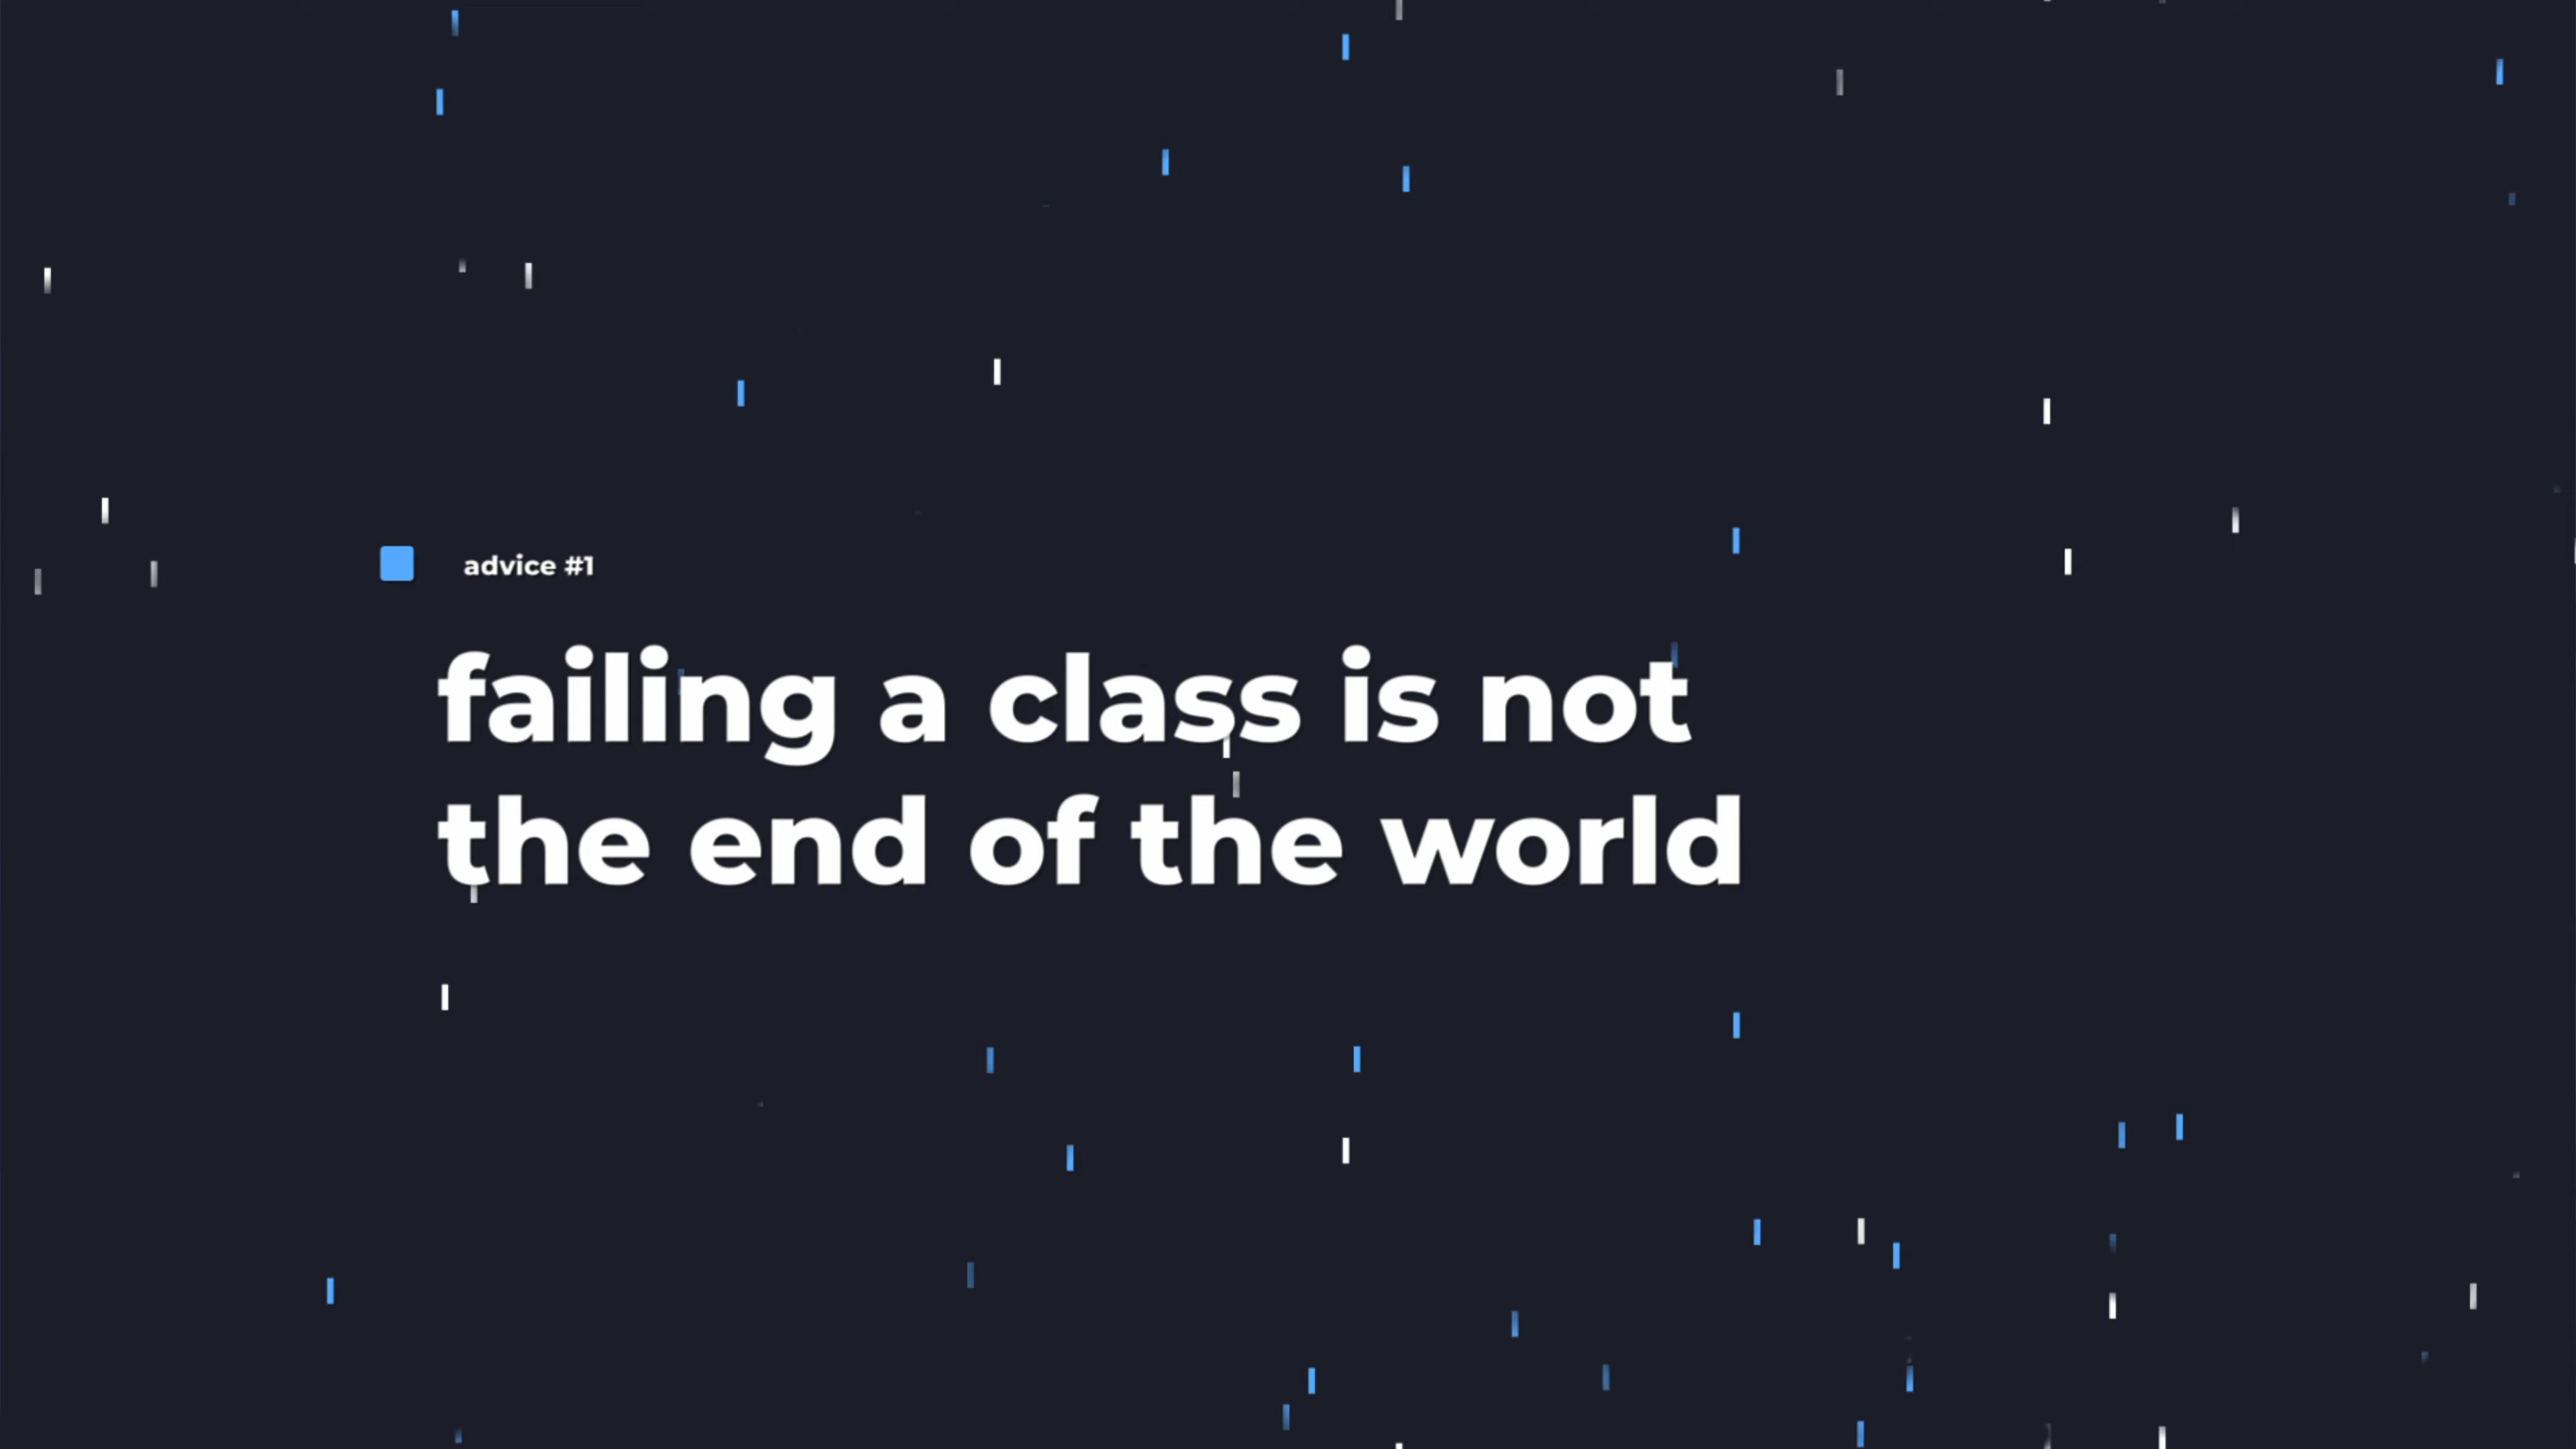 advice #1
failing a class is not
the end of the world